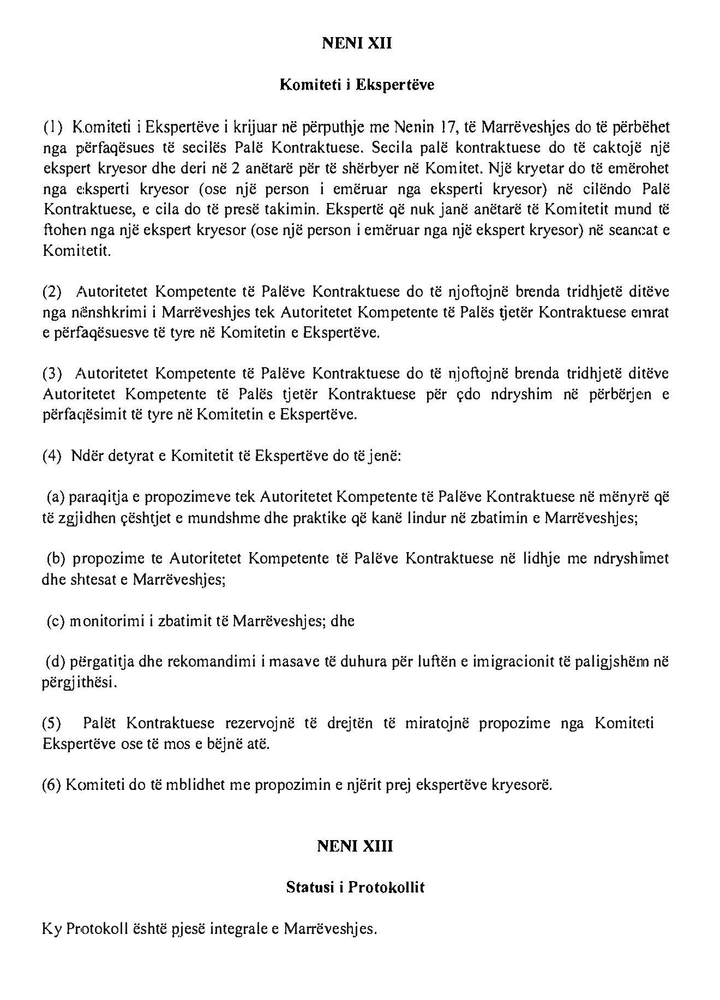 NENI XII
Komiteti i Ekspertëve
(1) Komiteti i Ekspertëve i krijuar në përputhje me Nenin 17, të Marrëveshjes do të përbëhet
nga përfaqësues të secilës Palë Kontraktuese. Secila palë kontraktuese do të caktojë një
ekspert kryesor dhe deri në 2 anëtarë për të shërbyer në Komitet. Një kryetar do të emërohet
nga eksperti kryesor (ose një person i emëruar nga eksperti kryesor) në cilëndo Palë
Kontraktuese, e cila do të presë takimin. Ekspertë që nuk janë anëtarë të Komitetit mund të
ftohen nga një ekspert kryesor (ose një person i emëruar nga një ekspert kryesor) në seancat e
Komitetit.
(2) Autoritetet Kompetente të Palëve Kontraktuese do të njoftojnë brenda tridhjetë ditëve
nga nënshkrimi i Marrëveshjes tek Autoritetet Kompetente të Palës tjetër Kontraktuese emrat
e përfaqësuesve të tyre në Komitetin e Ekspertëve.
(3) Autoritetet Kompetente të Palëve Kontraktuese do të njoftojnë brenda tridhjetë ditëve
Autoritetet Kompetente të Palës tjetër Kontraktuese për çdo ndryshim në përbërjen e
përfaqësimit të tyre në Komitetin e Ekspertëve.
(4) Ndër detyrat e Komitetit të Ekspertëve do të jenë:
(a) paraqitja e propozimeve tek Autoritetet Kompetente të Palëve Kontraktuese në mënyrë që
të zgjidhen çështjet e mundshme dhe praktike që kanë lindur në zbatimin e Marrëveshjes;
(b) propozime te Autoritetet Kompetente të Palëve Kontraktuese në lidhje me ndryshimet
dhe shtesat e Marrëveshjes;
(c) monitorimi i zbatimit të Marrëveshjes; dhe
(d) përgatitja dhe rekomandimi i masave të duhura për luftën e imigracionit të paligjshëm në
përgjithësi.
(5) Palët Kontraktuese rezervojnë të drejtën të miratojnë propozime nga Komiteti
Ekspertëve ose të mos e bëjnë atë.
(6) Komiteti do të mblidhet me propozimin e njërit prej ekspertëve kryesorë.
NENI XIII
Statusi i Protokollit
Ky Protokoll është pjesë integrale e Marrëveshjes.